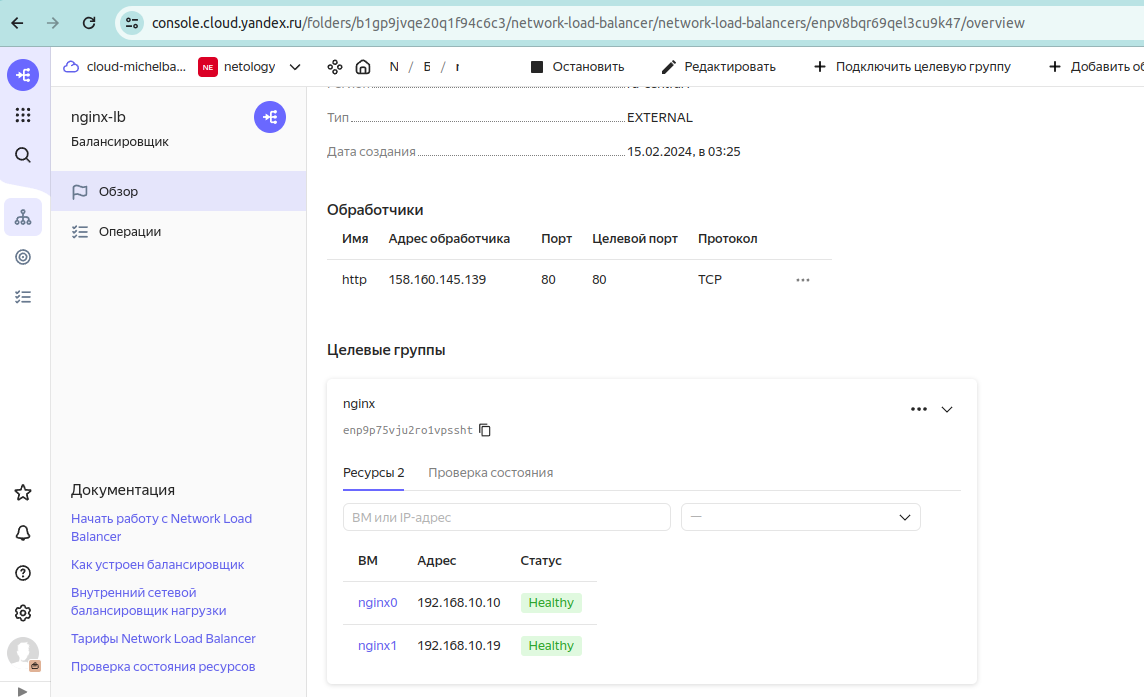 console.cloud.yandex.ru/folders/b1gp9jvqe20q1f94c6c3/network-load-balancer/network-load-balancers/enpv8bqr69qel3cu9k47/overview
cloud-michelba... NE netology N / Б / Остановить Редактировать Подключить целевую группу Добавить об
nginx-lb
Балансировщик
Обзор
Операции
Тип EXTERNAL
Дата создания 15.02.2024, в 03:25
Обработчики
Имя Адрес обработчика Порт Целевой порт Протокол
http 158.160.145.139 80 80 TCP
Целевые группы
nginx
enp9p75vju2ro1vpssht
Ресурсы 2 Проверка состояния
ВМ или IP-адрес —
ВМ Адрес Статус
nginx0 192.168.10.10 Healthy
nginx1 192.168.10.19 Healthy
Документация
Начать работу с Network Load
Balancer
Как устроен балансировщик
Внутренний сетевой
балансировщик нагрузки
Тарифы Network Load Balancer
Проверка состояния ресурсов